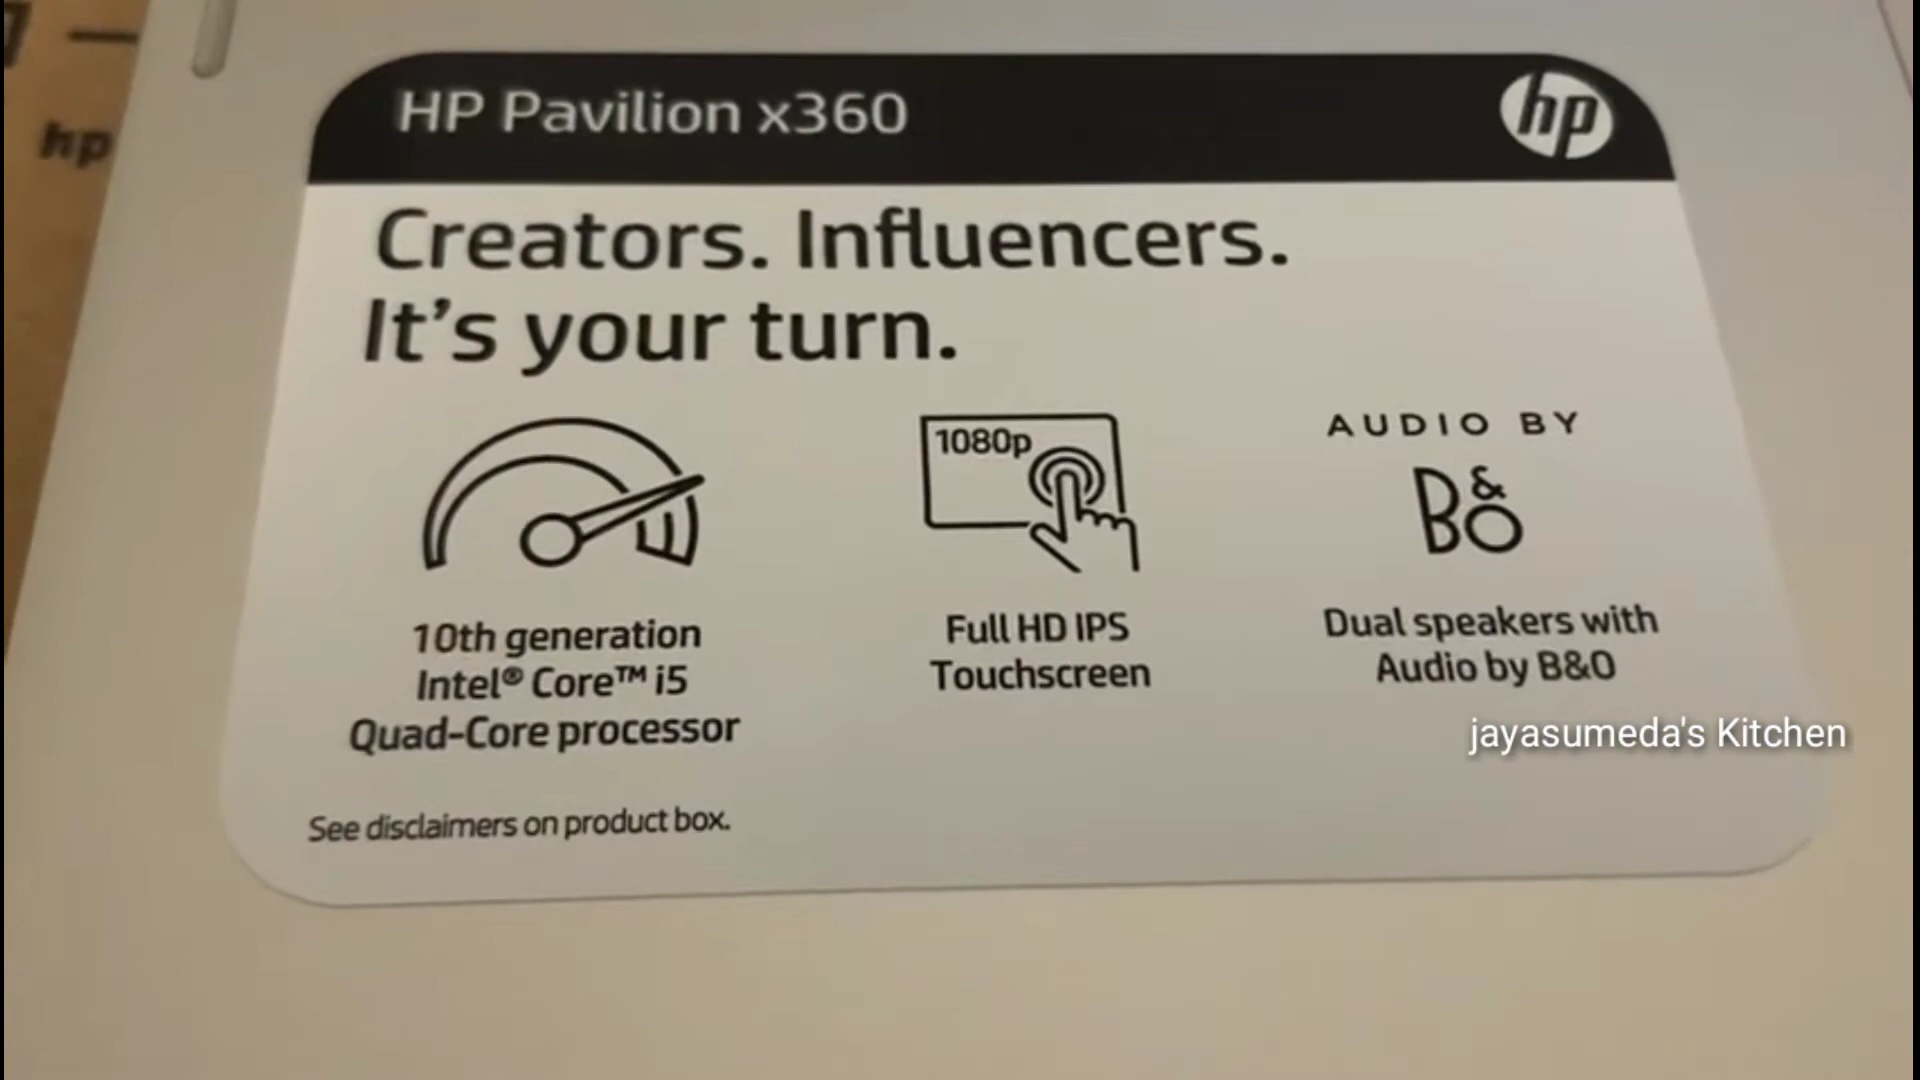 hp
HP Pavilion x360
hp
Creators. Influencers.
It's your turn.
1080p
AUDIO BY
B&O
10th generation
Intel® Core™ i5
Quad-Core processor
Full HD IPS
Touchscreen
Dual speakers with
Audio by B&O
jayasumeda's Kitchen
See disclaimers on product box.